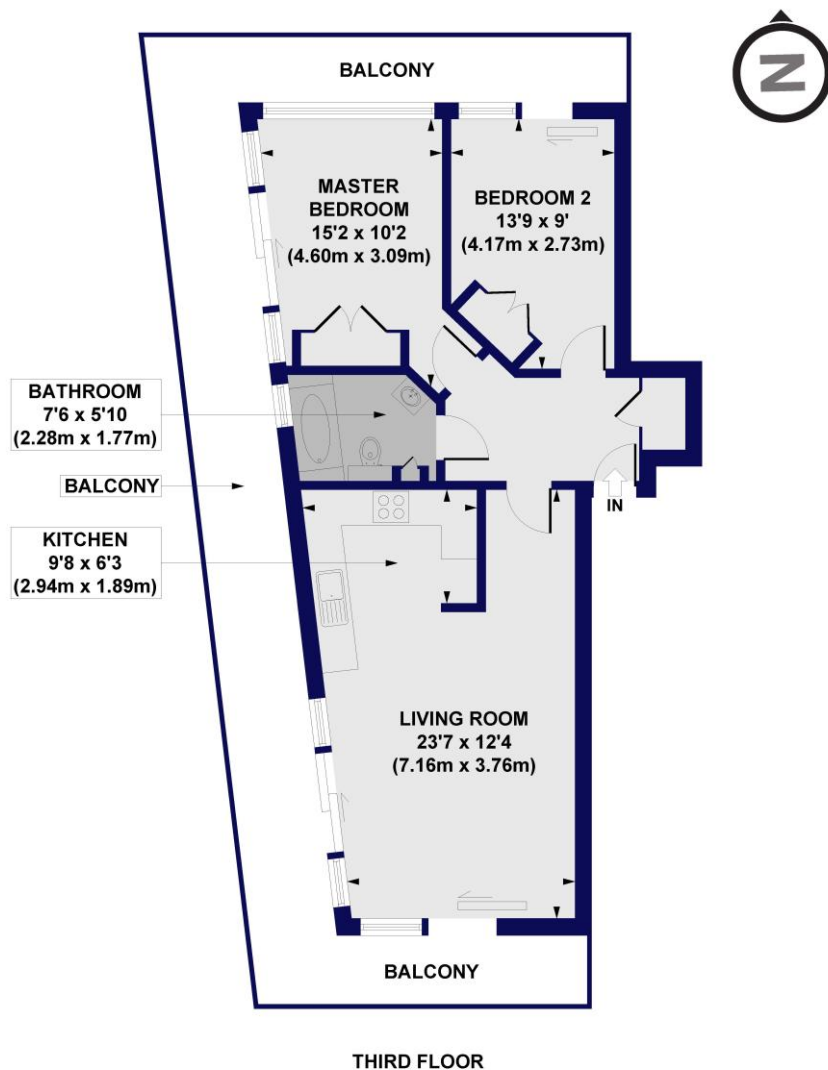 BALCONY
N
MASTER
BEDROOM
15'2 x 10'2
(4.60m x 3.09m)
BEDROOM 2
13'9 x 9'
(4.17m x 2.73m)
BATHROOM
7'6 x 5'10
(2.28m x 1.77m)
BALCONY
IN
KITCHEN
9'8 x 6'3
(2.94m x 1.89m)
LIVING ROOM
23'7 x 12'4
(7.16m x 3.76m)
BALCONY
THIRD FLOOR